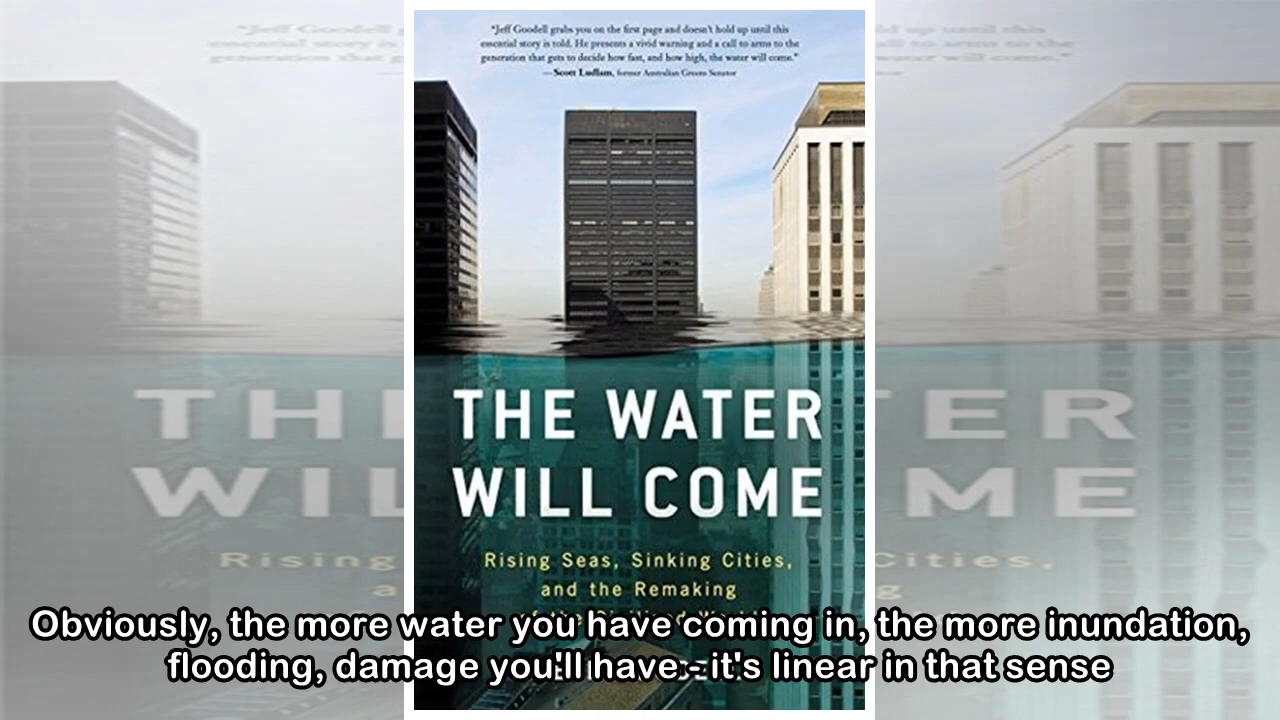 "Jeff Goodell grabs you on the first page and doesn't hold up until this
essential story is told. He presents a vivid warning and a call to arms to the
generation that gets to decide how fast, and how high, the water will come."
—Scott Ludlam, former Australian Greens Senator
THE WATER
WILL COME
Rising Seas, Sinking Cities,
and the Remaking
Obviously, the more water you have coming in, the more inundation,
flooding, damage you'll have - it's linear in that sense